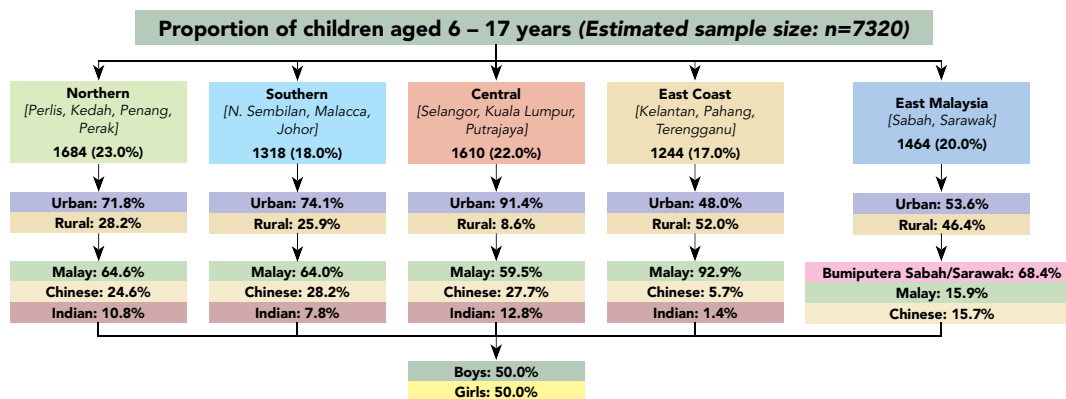 Proportion of children aged 6 – 17 years (Estimated sample size: n=7320)
Northern
[Perlis, Kedah, Penang,
Perak]
1684 (23.0%)
Southern
[N. Sembilan, Malacca,
Johor]
1318 (18.0%)
Central
[Selangor, Kuala Lumpur,
Putrajaya]
1610 (22.0%)
East Coast
[Kelantan, Pahang,
Terengganu]
1244 (17.0%)
East Malaysia
[Sabah, Sarawak]
1464 (20.0%)
Urban: 71.8%
Rural: 28.2%
Urban: 74.1%
Rural: 25.9%
Urban: 91.4%
Rural: 8.6%
Urban: 48.0%
Rural: 52.0%
Urban: 53.6%
Rural: 46.4%
Malay: 64.6%
Chinese: 24.6%
Indian: 10.8%
Malay: 64.0%
Chinese: 28.2%
Indian: 7.8%
Malay: 59.5%
Chinese: 27.7%
Indian: 12.8%
Malay: 92.9%
Chinese: 5.7%
Indian: 1.4%
Bumiputera Sabah/Sarawak: 68.4%
Malay: 15.9%
Chinese: 15.7%
Boys: 50.0%
Girls: 50.0%